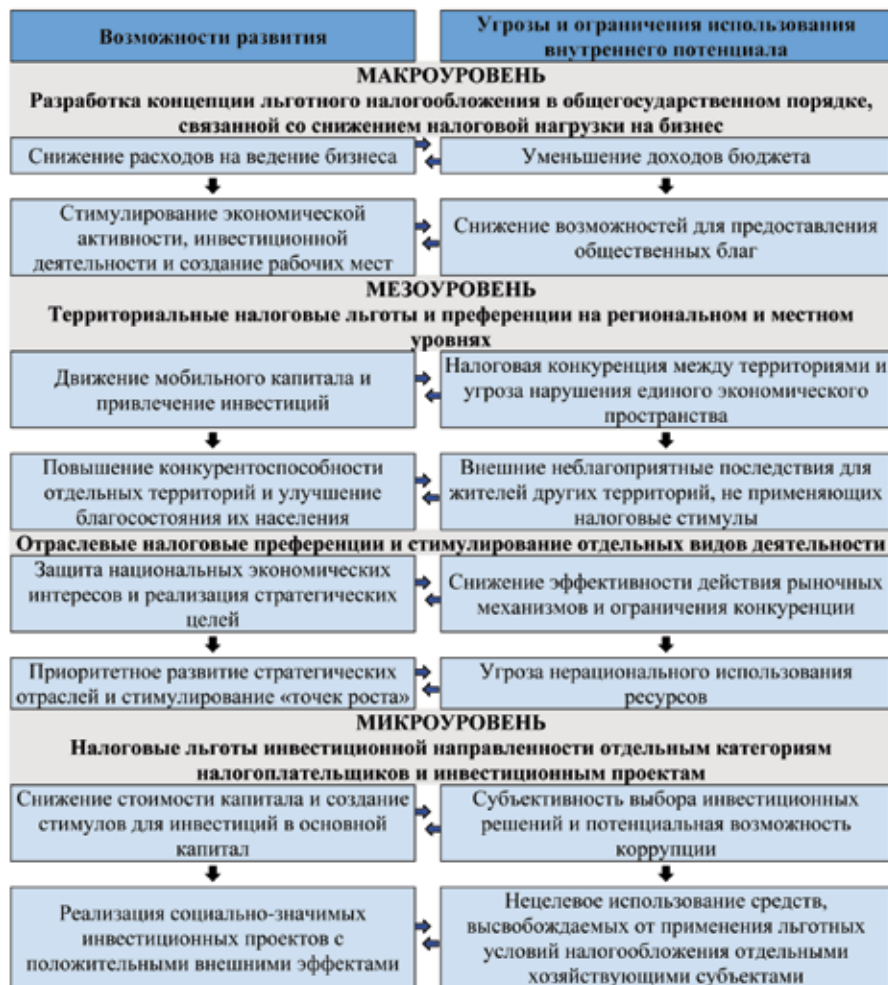 Возможности развития
Угрозы и ограничения использования
внутреннего потенциала
МАКРОУРОВЕНЬ
Разработка концепции льготного налогообложения в общегосударственном порядке,
связанной со снижением налоговой нагрузки на бизнес
Снижение расходов на ведение бизнеса
Уменьшение доходов бюджета
Стимулирование экономической
активности, инвестиционной
деятельности и создание рабочих мест
Снижение возможностей для предоставления
общественных благ
МЕЗОУРОВЕНЬ
Территориальные налоговые льготы и преференции на региональном и местном
уровнях
Движение мобильного капитала и
привлечение инвестиций
Налоговая конкуренция между территориями и
угроза нарушения единого экономического
пространства
Повышение конкурентоспособности
отдельных территорий и улучшение
благосостояния их населения
Внешние неблагоприятные последствия для
жителей других территорий, не применяющих
налоговые стимулы
Отраслевые налоговые преференции и стимулирование отдельных видов деятельности
Защита национальных экономических
интересов и реализация стратегических
целей
Снижение эффективности действия рыночных
механизмов и ограничения конкуренции
Приоритетное развитие стратегических
отраслей и стимулирование «точек роста»
Угроза нерационального использования
ресурсов
МИКРОУРОВЕНЬ
Налоговые льготы инвестиционной направленности отдельным категориям
налогоплательщиков и инвестиционным проектам
Снижение стоимости капитала и создание
стимулов для инвестиций в основной
капитал
Субъективность выбора инвестиционных
решений и потенциальная возможность
коррупции
Реализация социально-значимых
инвестиционных проектов с
положительными внешними эффектами
Нецелевое использование средств,
высвобождаемых от применения льготных
условий налогообложения отдельными
хозяйствующими субъектами